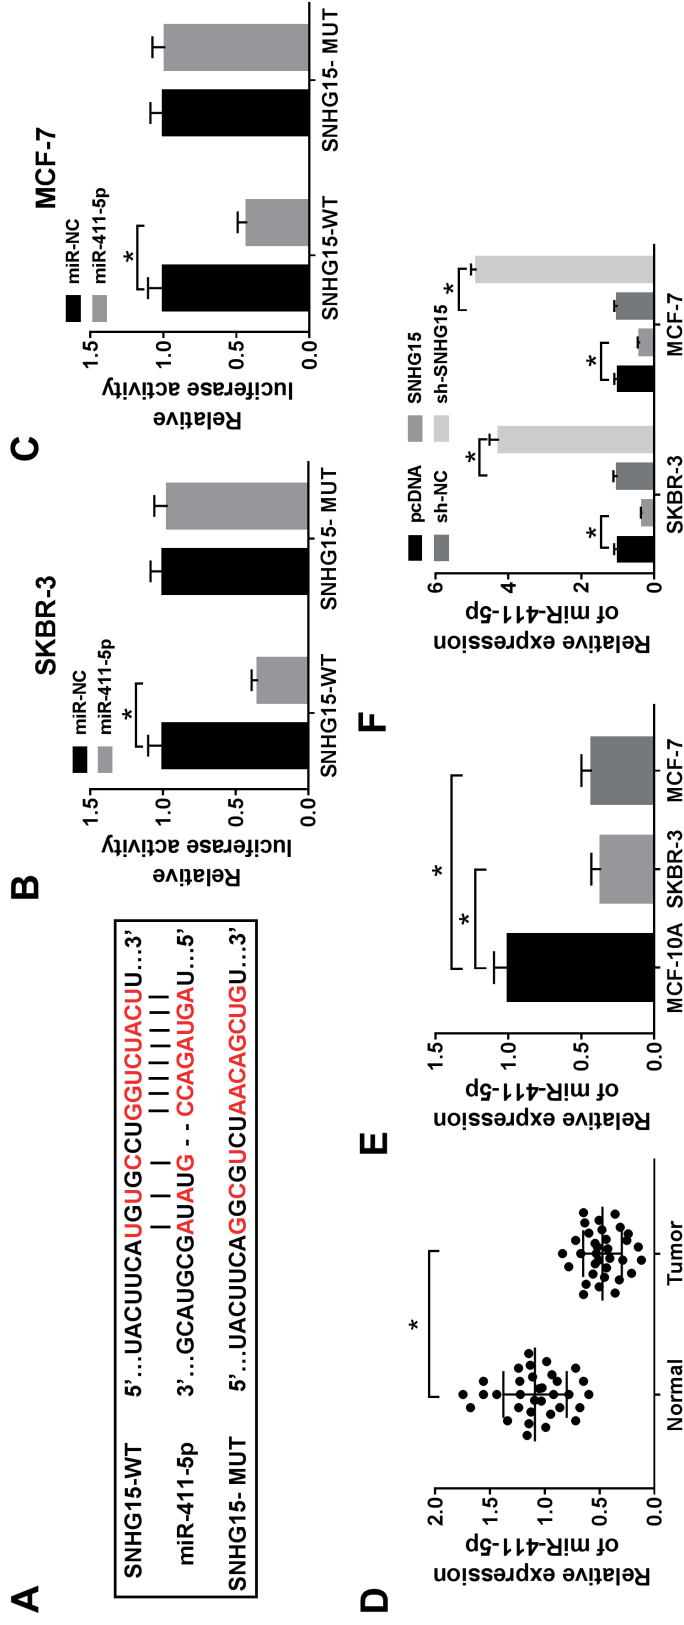 A
SNHG15-WT 5’…UACUUCAUGUGCCUGGUCUACUU…3’
miR-411-5p 3’…GCAUGCGAUAUG--CCAGAUGAU…5’
SNHG15- MUT 5’…UACUUCAGGCGUCUAACAGCUGU…3’
B
SKBR-3
miR-NC
miR-411-5p
Relative
luciferase activity
1.5
1.0
0.5
0.0
*
SNHG15-WT
SNHG15- MUT
C
MCF-7
miR-NC
miR-411-5p
Relative
luciferase activity
1.5
1.0
0.5
0.0
*
SNHG15-WT
SNHG15- MUT
D
Relative expression
of miR-411-5p
2.0
1.5
1.0
0.5
0.0
*
Normal
Tumor
E
Relative expression
of miR-411-5p
1.5
1.0
0.5
0.0
*
*
MCF-10A
SKBR-3
MCF-7
F
pcDNA
SNHG15
sh-NC
sh-SNHG15
Relative expression
of miR-411-5p
6
4
2
0
*
*
*
*
SKBR-3
MCF-7